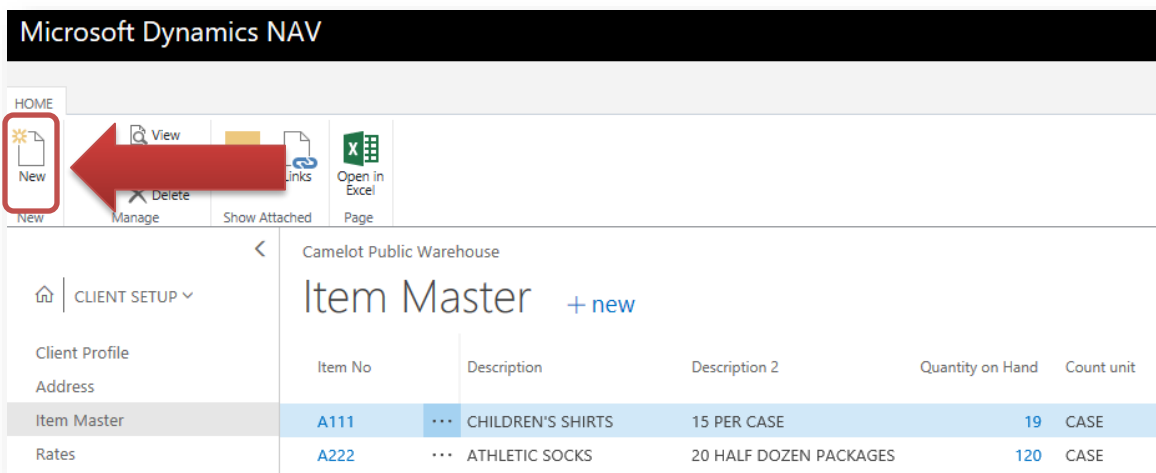 Microsoft Dynamics NAV
HOME
New
View
Delete
Open in
Excel
New
Manage
Show Attached
Page
Camelot Public Warehouse
CLIENT SETUP
Item Master + new
Client Profile
Address
Item Master
Rates
Item No Description Description 2 Quantity on Hand Count unit
A111 ... CHILDREN'S SHIRTS 15 PER CASE 19 CASE
A222 ... ATHLETIC SOCKS 20 HALF DOZEN PACKAGES 120 CASE